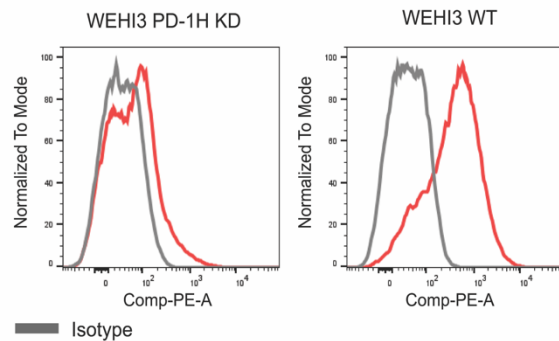 WEHI3 PD-1H KD
WEHI3 WT
Normalized To Mode
100
80
60
40
20
0
0
10²
10³
10⁴
Comp-PE-A
Normalized To Mode
100
80
60
40
20
0
0
10²
10³
10⁴
Comp-PE-A
Isotype